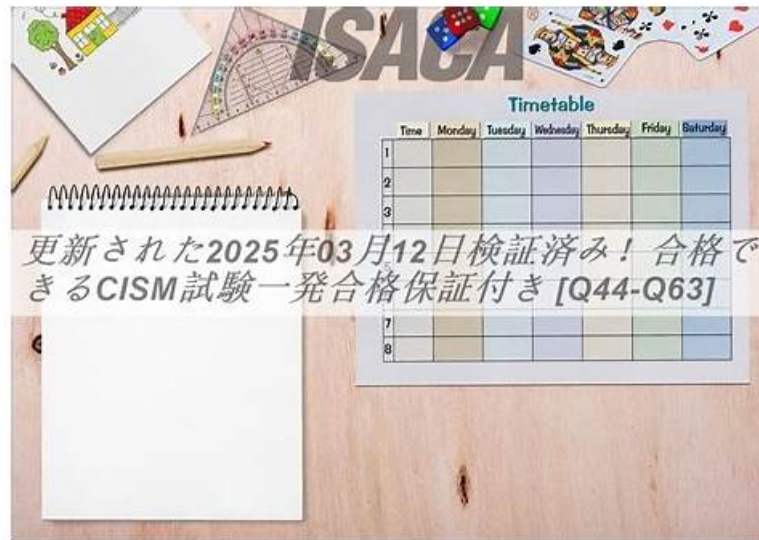 ISACA
Timetable
Time Monday Tuesday Wednesday Thursday Friday Saturday
1
2
3
更新された2025年03月12日検証済み！合格で
きるCISM試験一発合格保証付き [Q44-Q63]
7
8